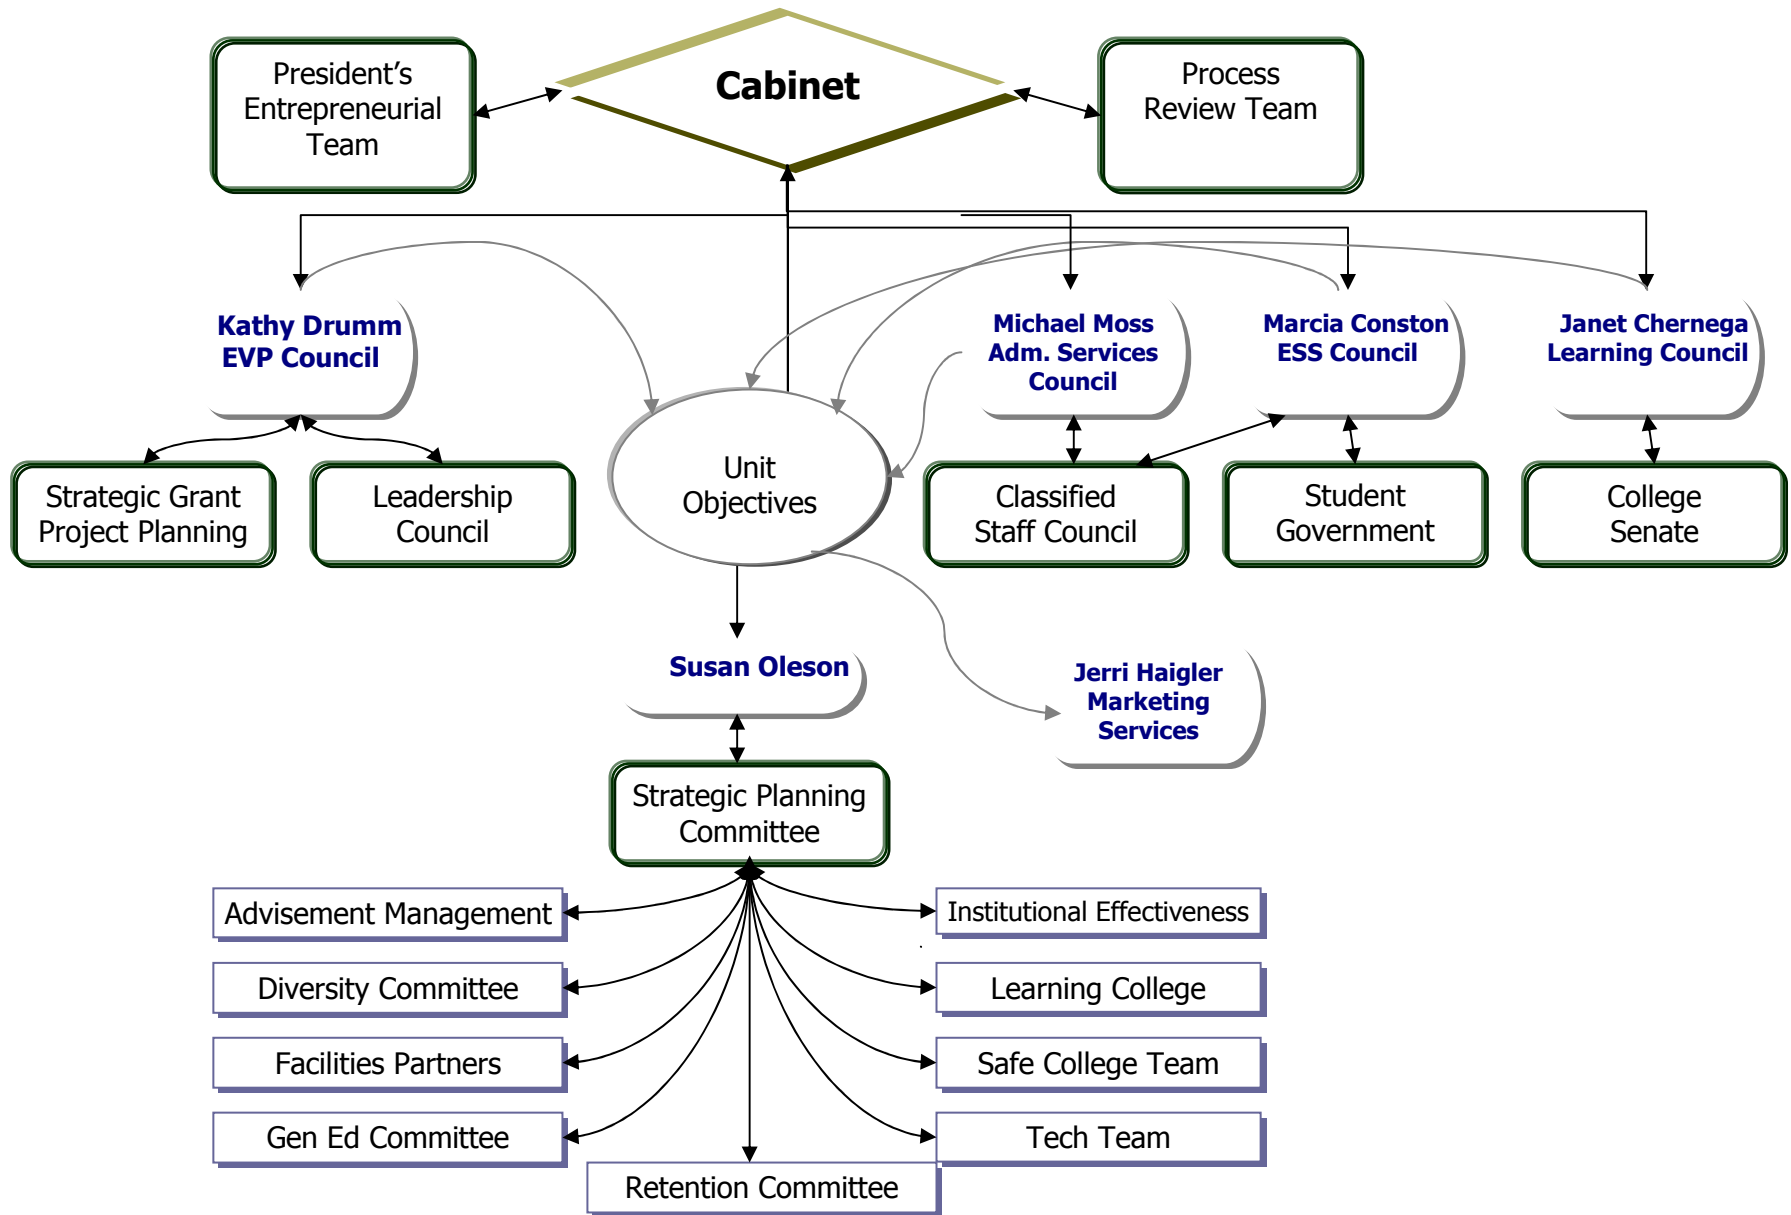 President's
Entrepreneurial
Team
Cabinet
Process
Review Team
Kathy Drumm
EVP Council
Michael Moss
Adm. Services
Council
Marcia Conston
ESS Council
Janet Chernega
Learning Council
Strategic Grant
Project Planning
Leadership
Council
Unit
Objectives
Classified
Staff Council
Student
Government
College
Senate
Susan Oleson
Jerri Haigler
Marketing
Services
Strategic Planning
Committee
Advisement Management
Institutional Effectiveness
Diversity Committee
Learning College
Facilities Partners
Safe College Team
Gen Ed Committee
Tech Team
Retention Committee